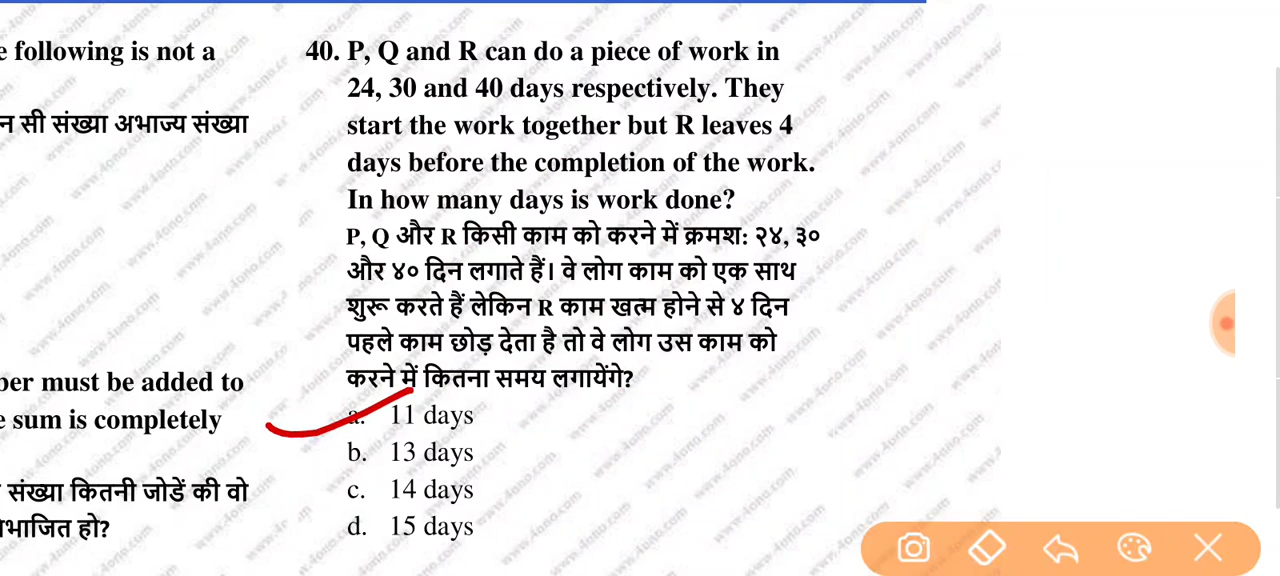 e following is not a
न सी संख्या अभाज्य संख्या
ber must be added to
e sum is completely
संख्या कितनी जोडें की वो
भाजित हो?
40. P, Q and R can do a piece of work in
24, 30 and 40 days respectively. They
start the work together but R leaves 4
days before the completion of the work.
In how many days is work done?
P, Q और R किसी काम को करने में क्रमश: २४, ३०
और ४० दिन लगाते हैं। वे लोग काम को एक साथ
शुरू करते हैं लेकिन R काम खत्म होने से ४ दिन
पहले काम छोड़ देता है तो वे लोग उस काम को
करने में कितना समय लगायेंगे?
a. 11 days
b. 13 days
c. 14 days
d. 15 days